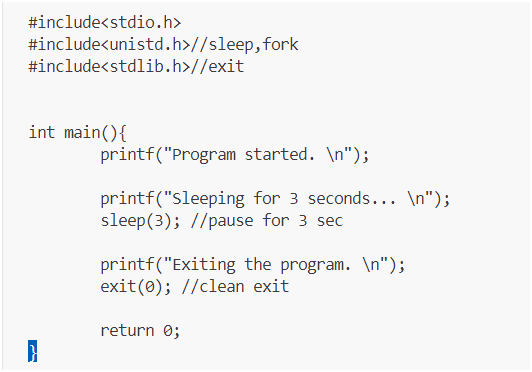 #include<stdio.h>
#include<unistd.h>//sleep,fork
#include<stdlib.h>//exit
int main(){
printf("Program started. \n");
printf("Sleeping for 3 seconds... \n");
sleep(3); //pause for 3 sec
printf("Exiting the program. \n");
exit(0); //clean exit
return 0;
}